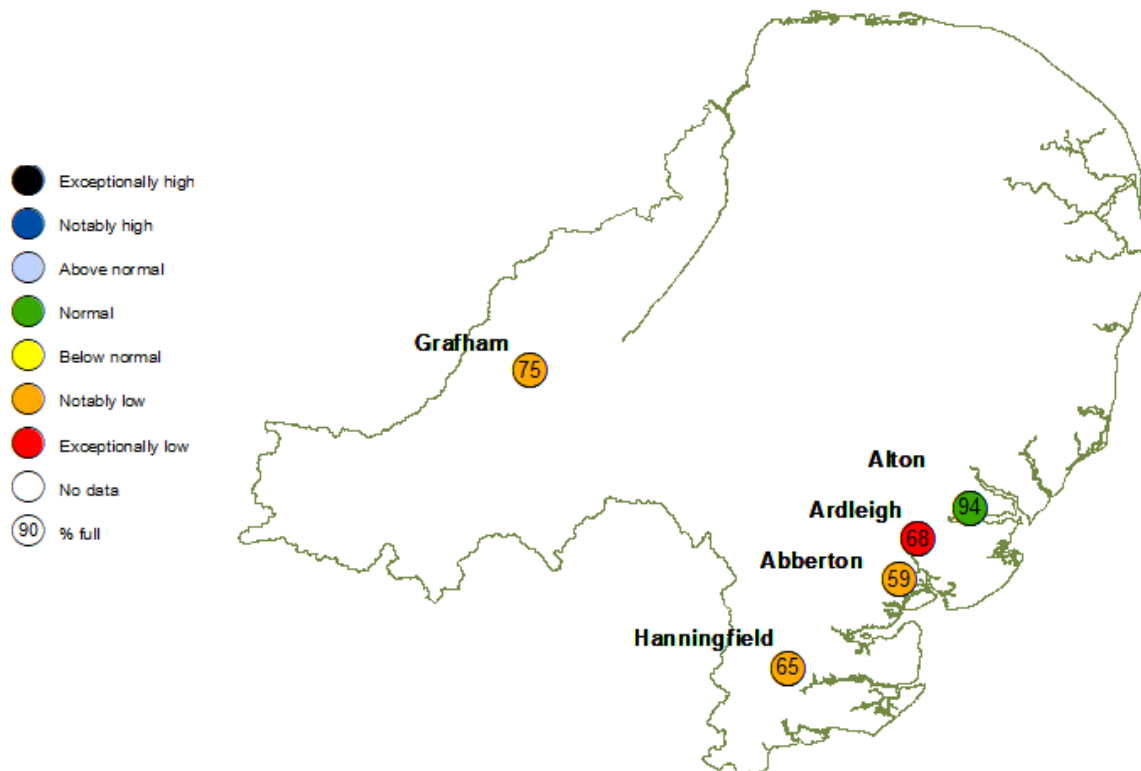 Exceptionally high
Notably high
Above normal
Normal
Below normal
Notably low
Exceptionally low
No data
90 % full
Grafham
75
Alton
94
Ardleigh
68
Abberton
59
Hanningfield
65